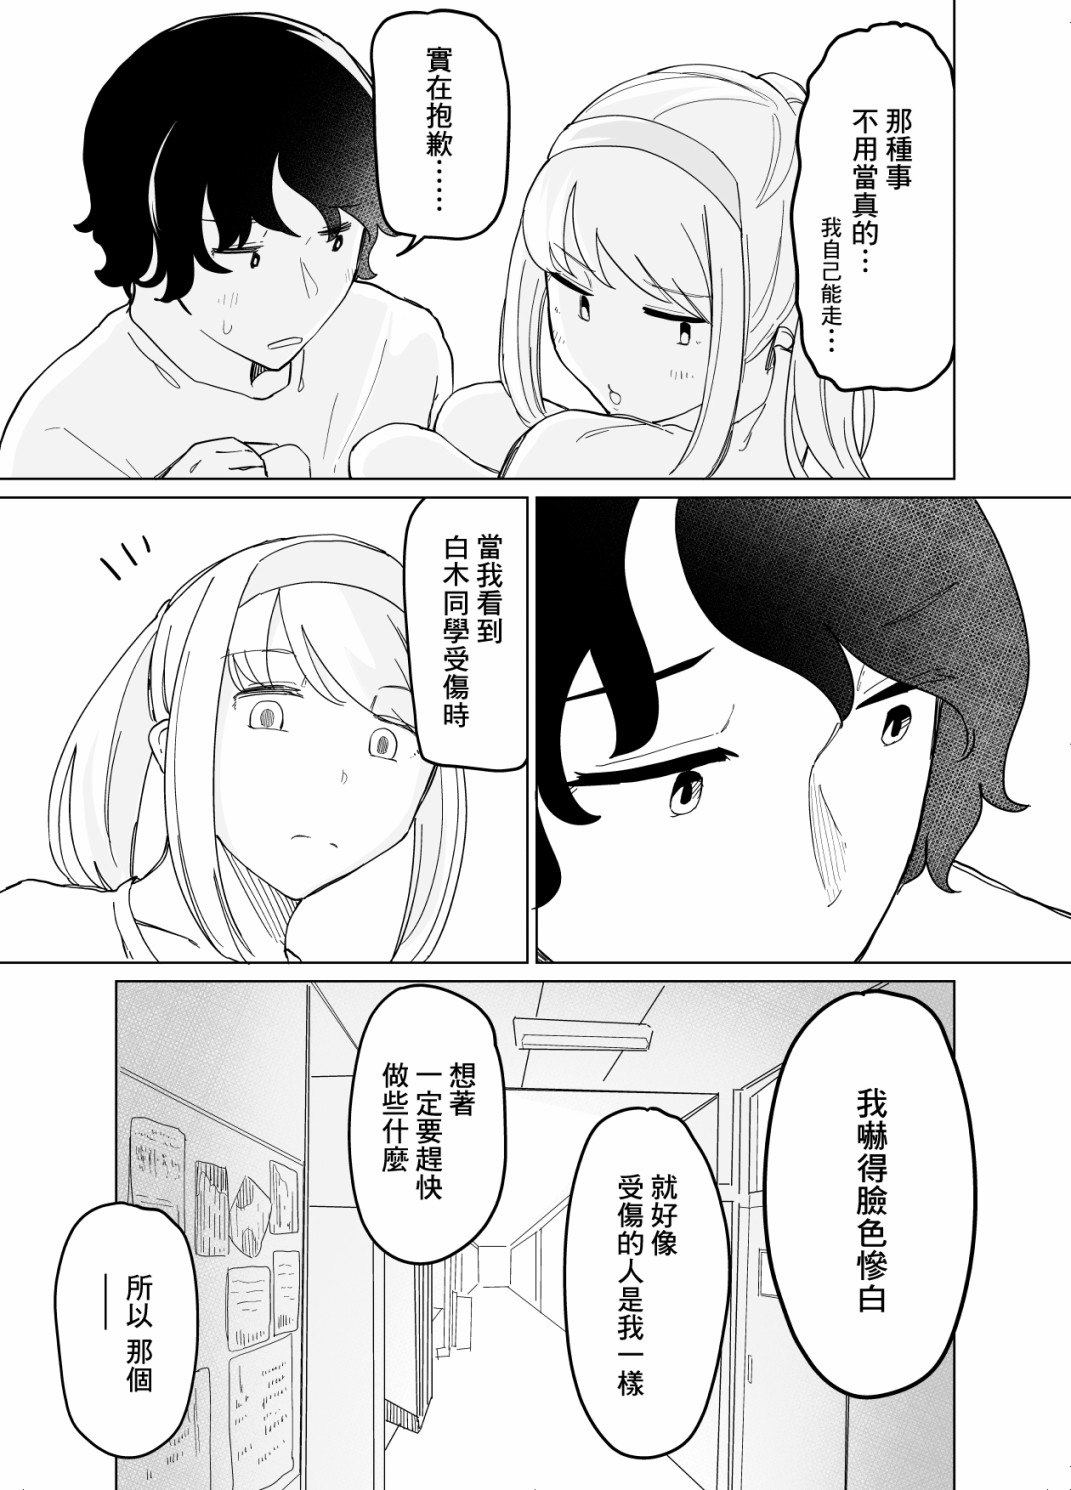 那種事
不用當真的…
我自己能走…
實在抱歉……
當我看到
白木同學受傷時
我嚇得臉色慘白
就好像
受傷的人是我一樣
想著
一定要趕快
做些什麼
所以 那個
——